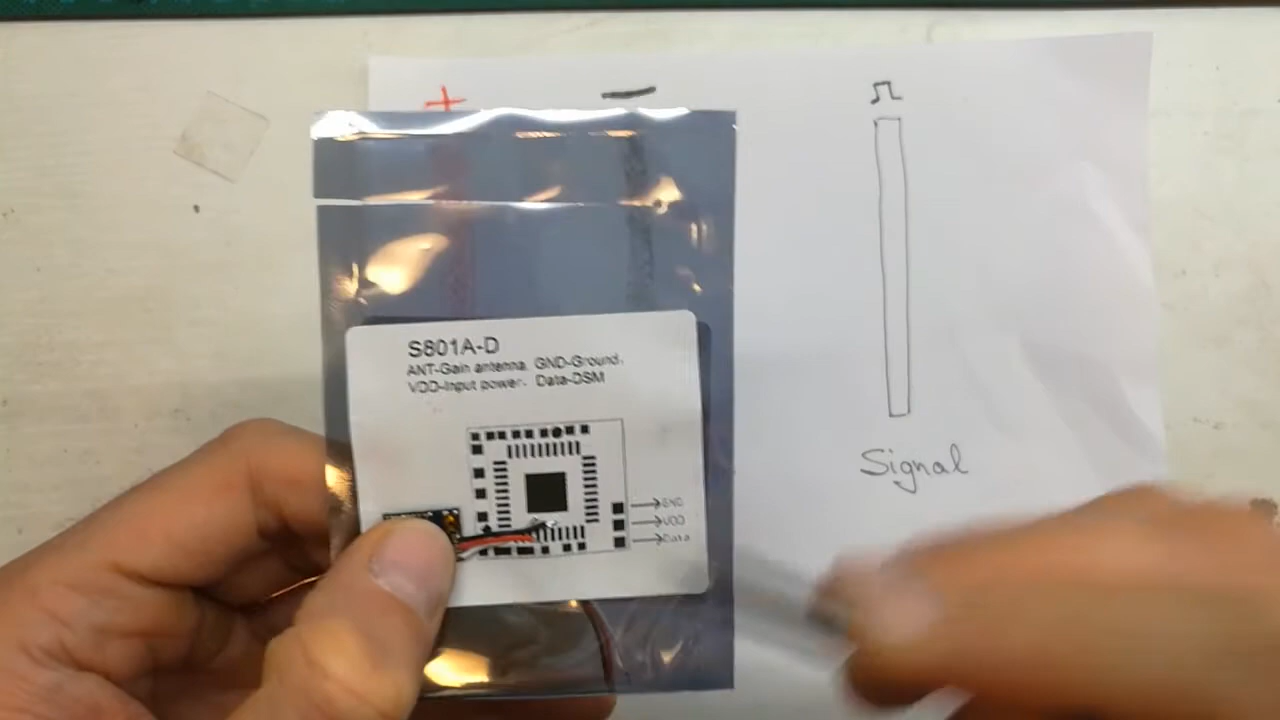 +
-
S801A-D
ANT-Gain antenna, GND-Ground,
VDD-Input power, Data-DSM
GND
VDD
Data
Signal